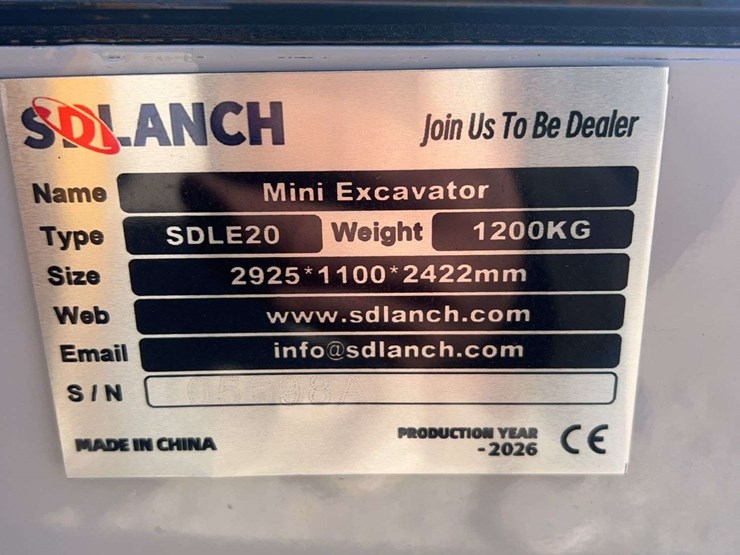 SDLANCH
Join Us To Be Dealer
Name Mini Excavator
Type SDLE20 Weight 1200KG
Size 2925*1100*2422mm
Web www.sdlanch.com
Email info@sdlanch.com
S/N
MADE IN CHINA
PRODUCTION YEAR
-2026
CE